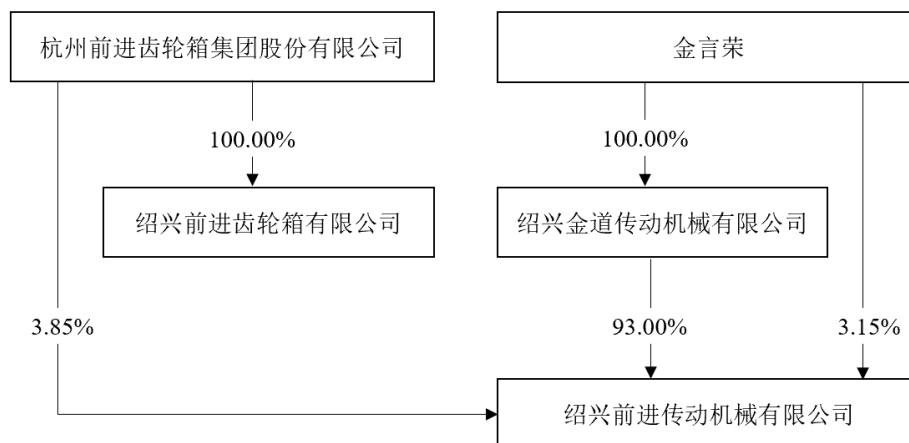 杭州前进齿轮箱集团股份有限公司
金言荣
100.00%
100.00%
绍兴前进齿轮箱有限公司
绍兴金道传动机械有限公司
3.85%
93.00%
3.15%
绍兴前进传动机械有限公司